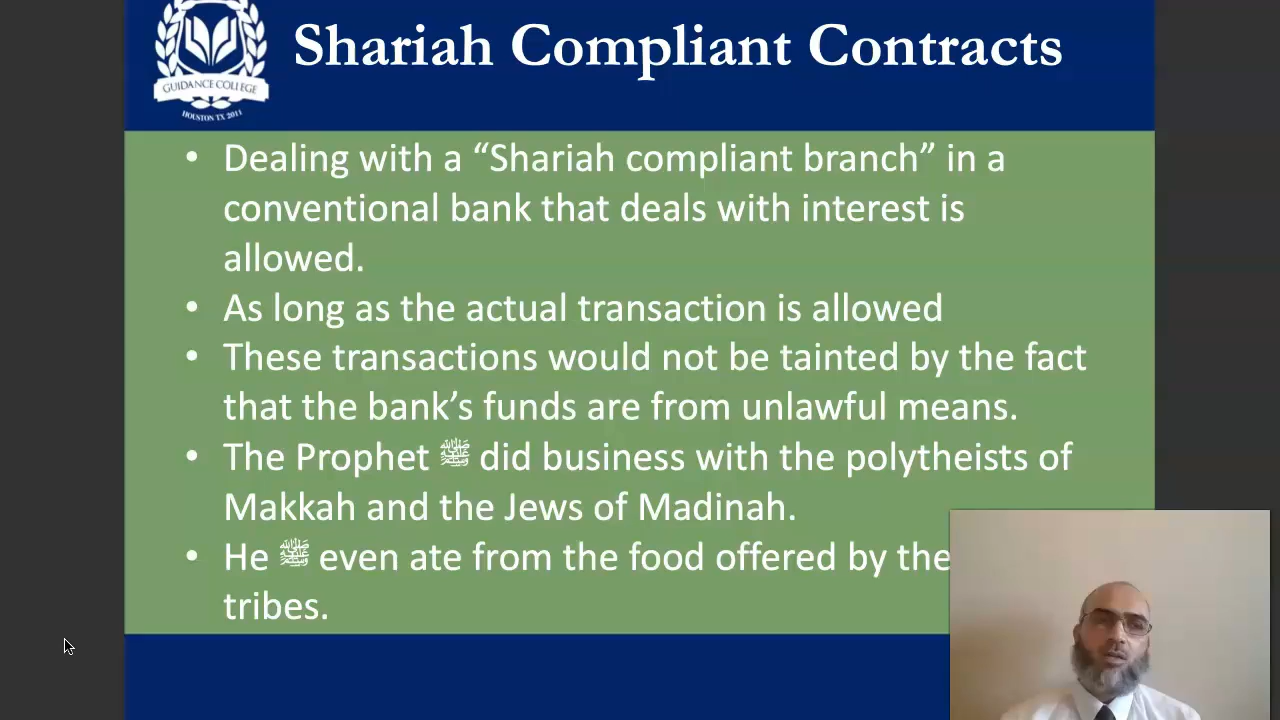 GUIDANCE COLLEGE
HOUSTON TX 2011
Shariah Compliant Contracts
• Dealing with a “Shariah compliant branch” in a
conventional bank that deals with interest is
allowed.
• As long as the actual transaction is allowed
• These transactions would not be tainted by the fact
that the bank’s funds are from unlawful means.
• The Prophet ﷺ did business with the polytheists of
Makkah and the Jews of Madinah.
• He ﷺ even ate from the food offered by the
tribes.